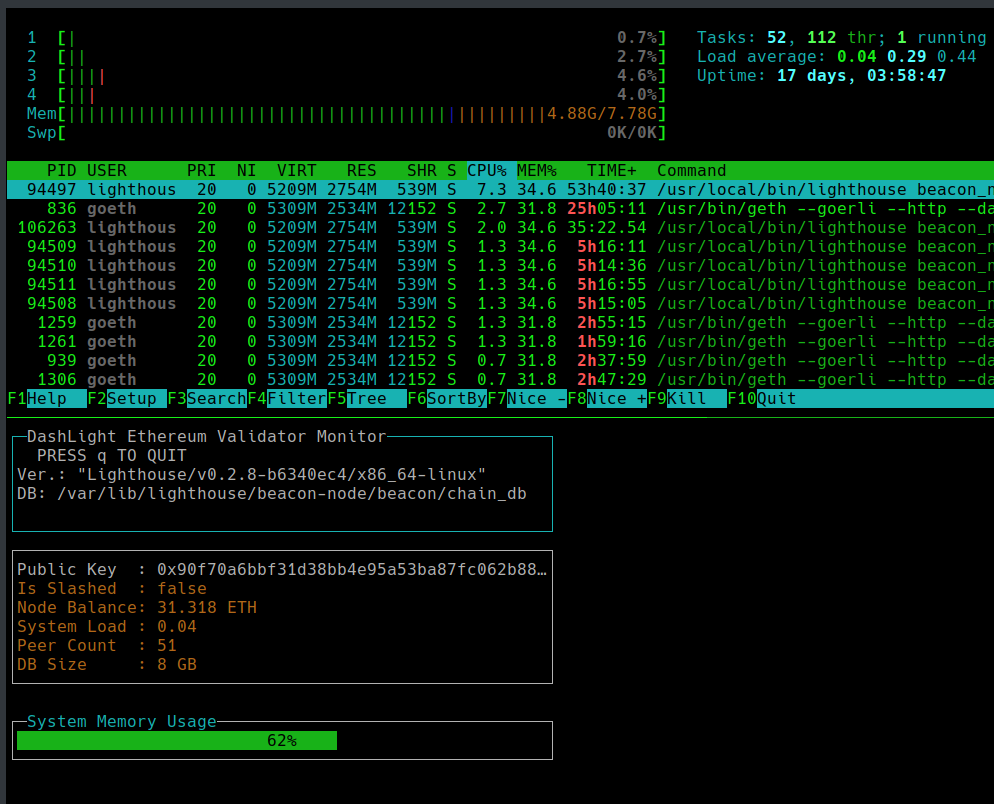 1 [| 0.7%] Tasks: 52, 112 thr; 1 running
2 [|| 2.7%] Load average: 0.04 0.29 0.44
3 [|||| 4.6%] Uptime: 17 days, 03:58:47
4 [||| 4.0%]
Mem[||||||||||||||||||||||||||||||||||||||||||||||||4.88G/7.78G]
Swp[ 0K/0K]
PID USER PRI NI VIRT RES SHR S CPU% MEM% TIME+ Command
94497 lighthous 20 0 5209M 2754M 539M S 7.3 34.6 53h40:37 /usr/local/bin/lighthouse beacon_n
836 goeth 20 0 5309M 2534M 12152 S 2.7 31.8 25h05:11 /usr/bin/geth --goerli --http --da
106263 lighthous 20 0 5209M 2754M 539M S 2.0 34.6 35:22.54 /usr/local/bin/lighthouse beacon_n
94509 lighthous 20 0 5209M 2754M 539M S 1.3 34.6 5h16:11 /usr/local/bin/lighthouse beacon_n
94510 lighthous 20 0 5209M 2754M 539M S 1.3 34.6 5h14:36 /usr/local/bin/lighthouse beacon_n
94511 lighthous 20 0 5209M 2754M 539M S 1.3 34.6 5h16:55 /usr/local/bin/lighthouse beacon_n
94508 lighthous 20 0 5209M 2754M 539M S 1.3 34.6 5h15:05 /usr/local/bin/lighthouse beacon_n
1259 goeth 20 0 5309M 2534M 12152 S 1.3 31.8 2h55:15 /usr/bin/geth --goerli --http --da
1261 goeth 20 0 5309M 2534M 12152 S 1.3 31.8 1h59:16 /usr/bin/geth --goerli --http --da
939 goeth 20 0 5309M 2534M 12152 S 0.7 31.8 2h37:59 /usr/bin/geth --goerli --http --da
1306 goeth 20 0 5309M 2534M 12152 S 0.7 31.8 2h47:29 /usr/bin/geth --goerli --http --da
F1Help F2Setup F3SearchF4FilterF5Tree F6SortByF7Nice -F8Nice +F9Kill F10Quit
DashLight Ethereum Validator Monitor
PRESS q TO QUIT
Ver.: "Lighthouse/v0.2.8-b6340ec4/x86_64-linux"
DB: /var/lib/lighthouse/beacon-node/beacon/chain_db
Public Key : 0x90f70a6bbf31d38bb4e95a53ba87fc062b88…
Is Slashed : false
Node Balance: 31.318 ETH
System Load : 0.04
Peer Count : 51
DB Size : 8 GB
System Memory Usage
62%